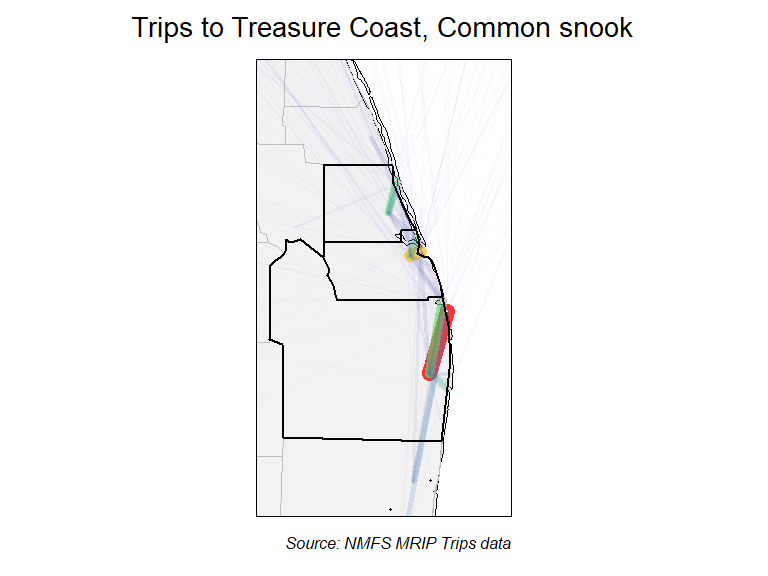 Trips to Treasure Coast, Common snook
Source: NMFS MRIP Trips data